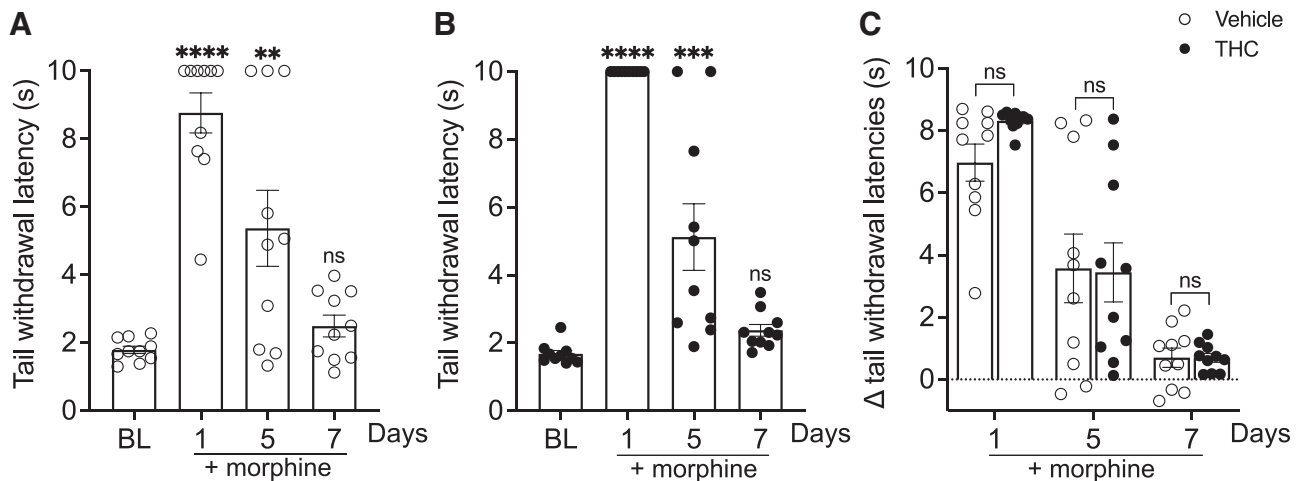 A
Tail withdrawal latency (s)
10
8
6
4
2
0
****
**
ns
BL
1
5
7
Days
+ morphine
B
Tail withdrawal latency (s)
10
8
6
4
2
0
****
***
ns
BL
1
5
7
Days
+ morphine
C
Vehicle
THC
Δ tail withdrawal latencies (s)
10
8
6
4
2
0
ns
ns
ns
1
5
7
Days
+ morphine